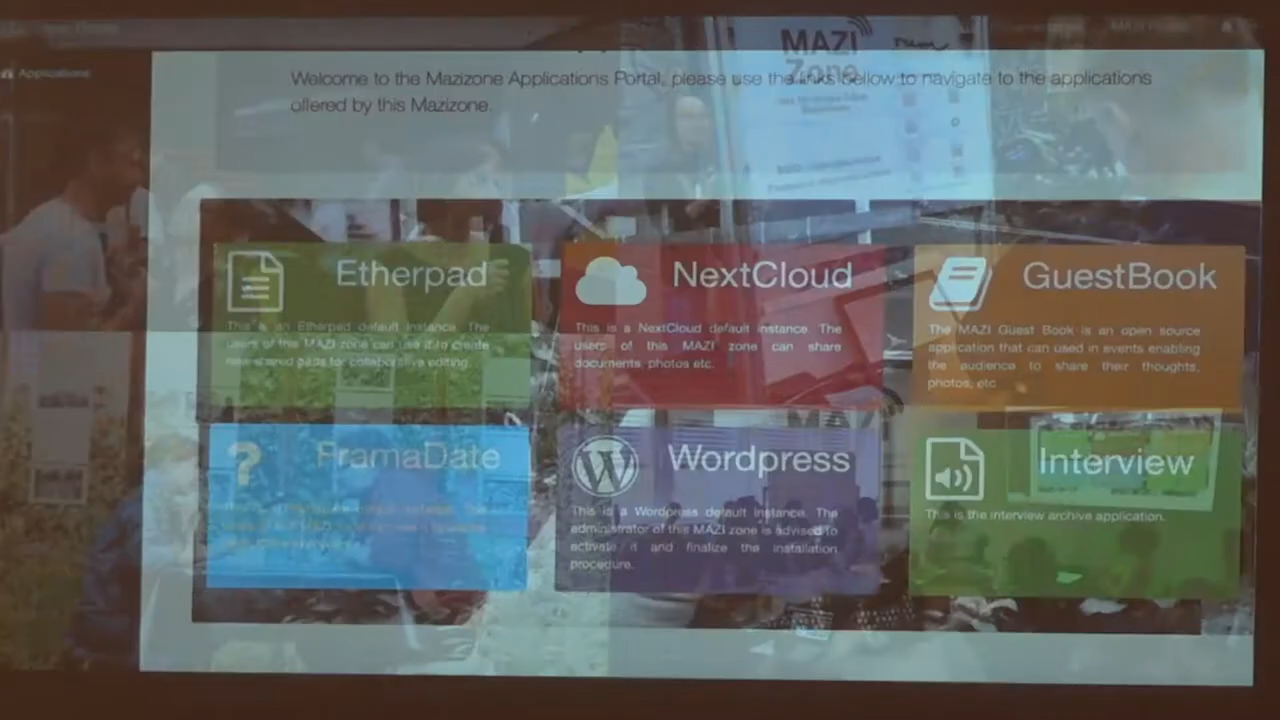 MAZI
Zone
Applications
Welcome to the Mazizone Applications Portal, please use the links bellow to navigate to the applications
offered by this Mazizone.
Etherpad
This is an Etherpad default instance. The
users of this MAZI zone can use it to create
new shared pads for collaborative editing.
NextCloud
This is a NextCloud default instance. The
users of this MAZI zone can share
documents, photos etc.
GuestBook
The MAZI Guest Book is an open source
application that can used in events enabling
the audience to share their thoughts,
photos, etc
MAZI
FramaDate
Wordpress
This is a Wordpress default instance. The
administrator of this MAZI zone is advised to
activate it and finalize the installation
procedure.
Interview
This is the interview archive application.